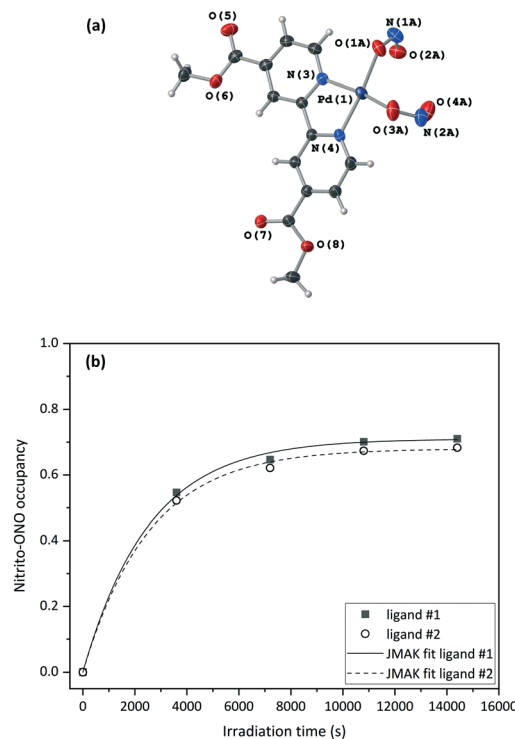 (a)
N(1A)
O(5)
O(1A)
O(2A)
N(3)
O(6)
Pd(1)
O(4A)
O(3A)
N(4)
N(2A)
O(7)
O(8)
(b)
Nitrito-ONO occupancy
1.0
0.8
0.6
0.4
0.2
0.0
ligand #1
ligand #2
JMAK fit ligand #1
JMAK fit ligand #2
0 2000 4000 6000 8000 10000 12000 14000 16000
Irradiation time (s)